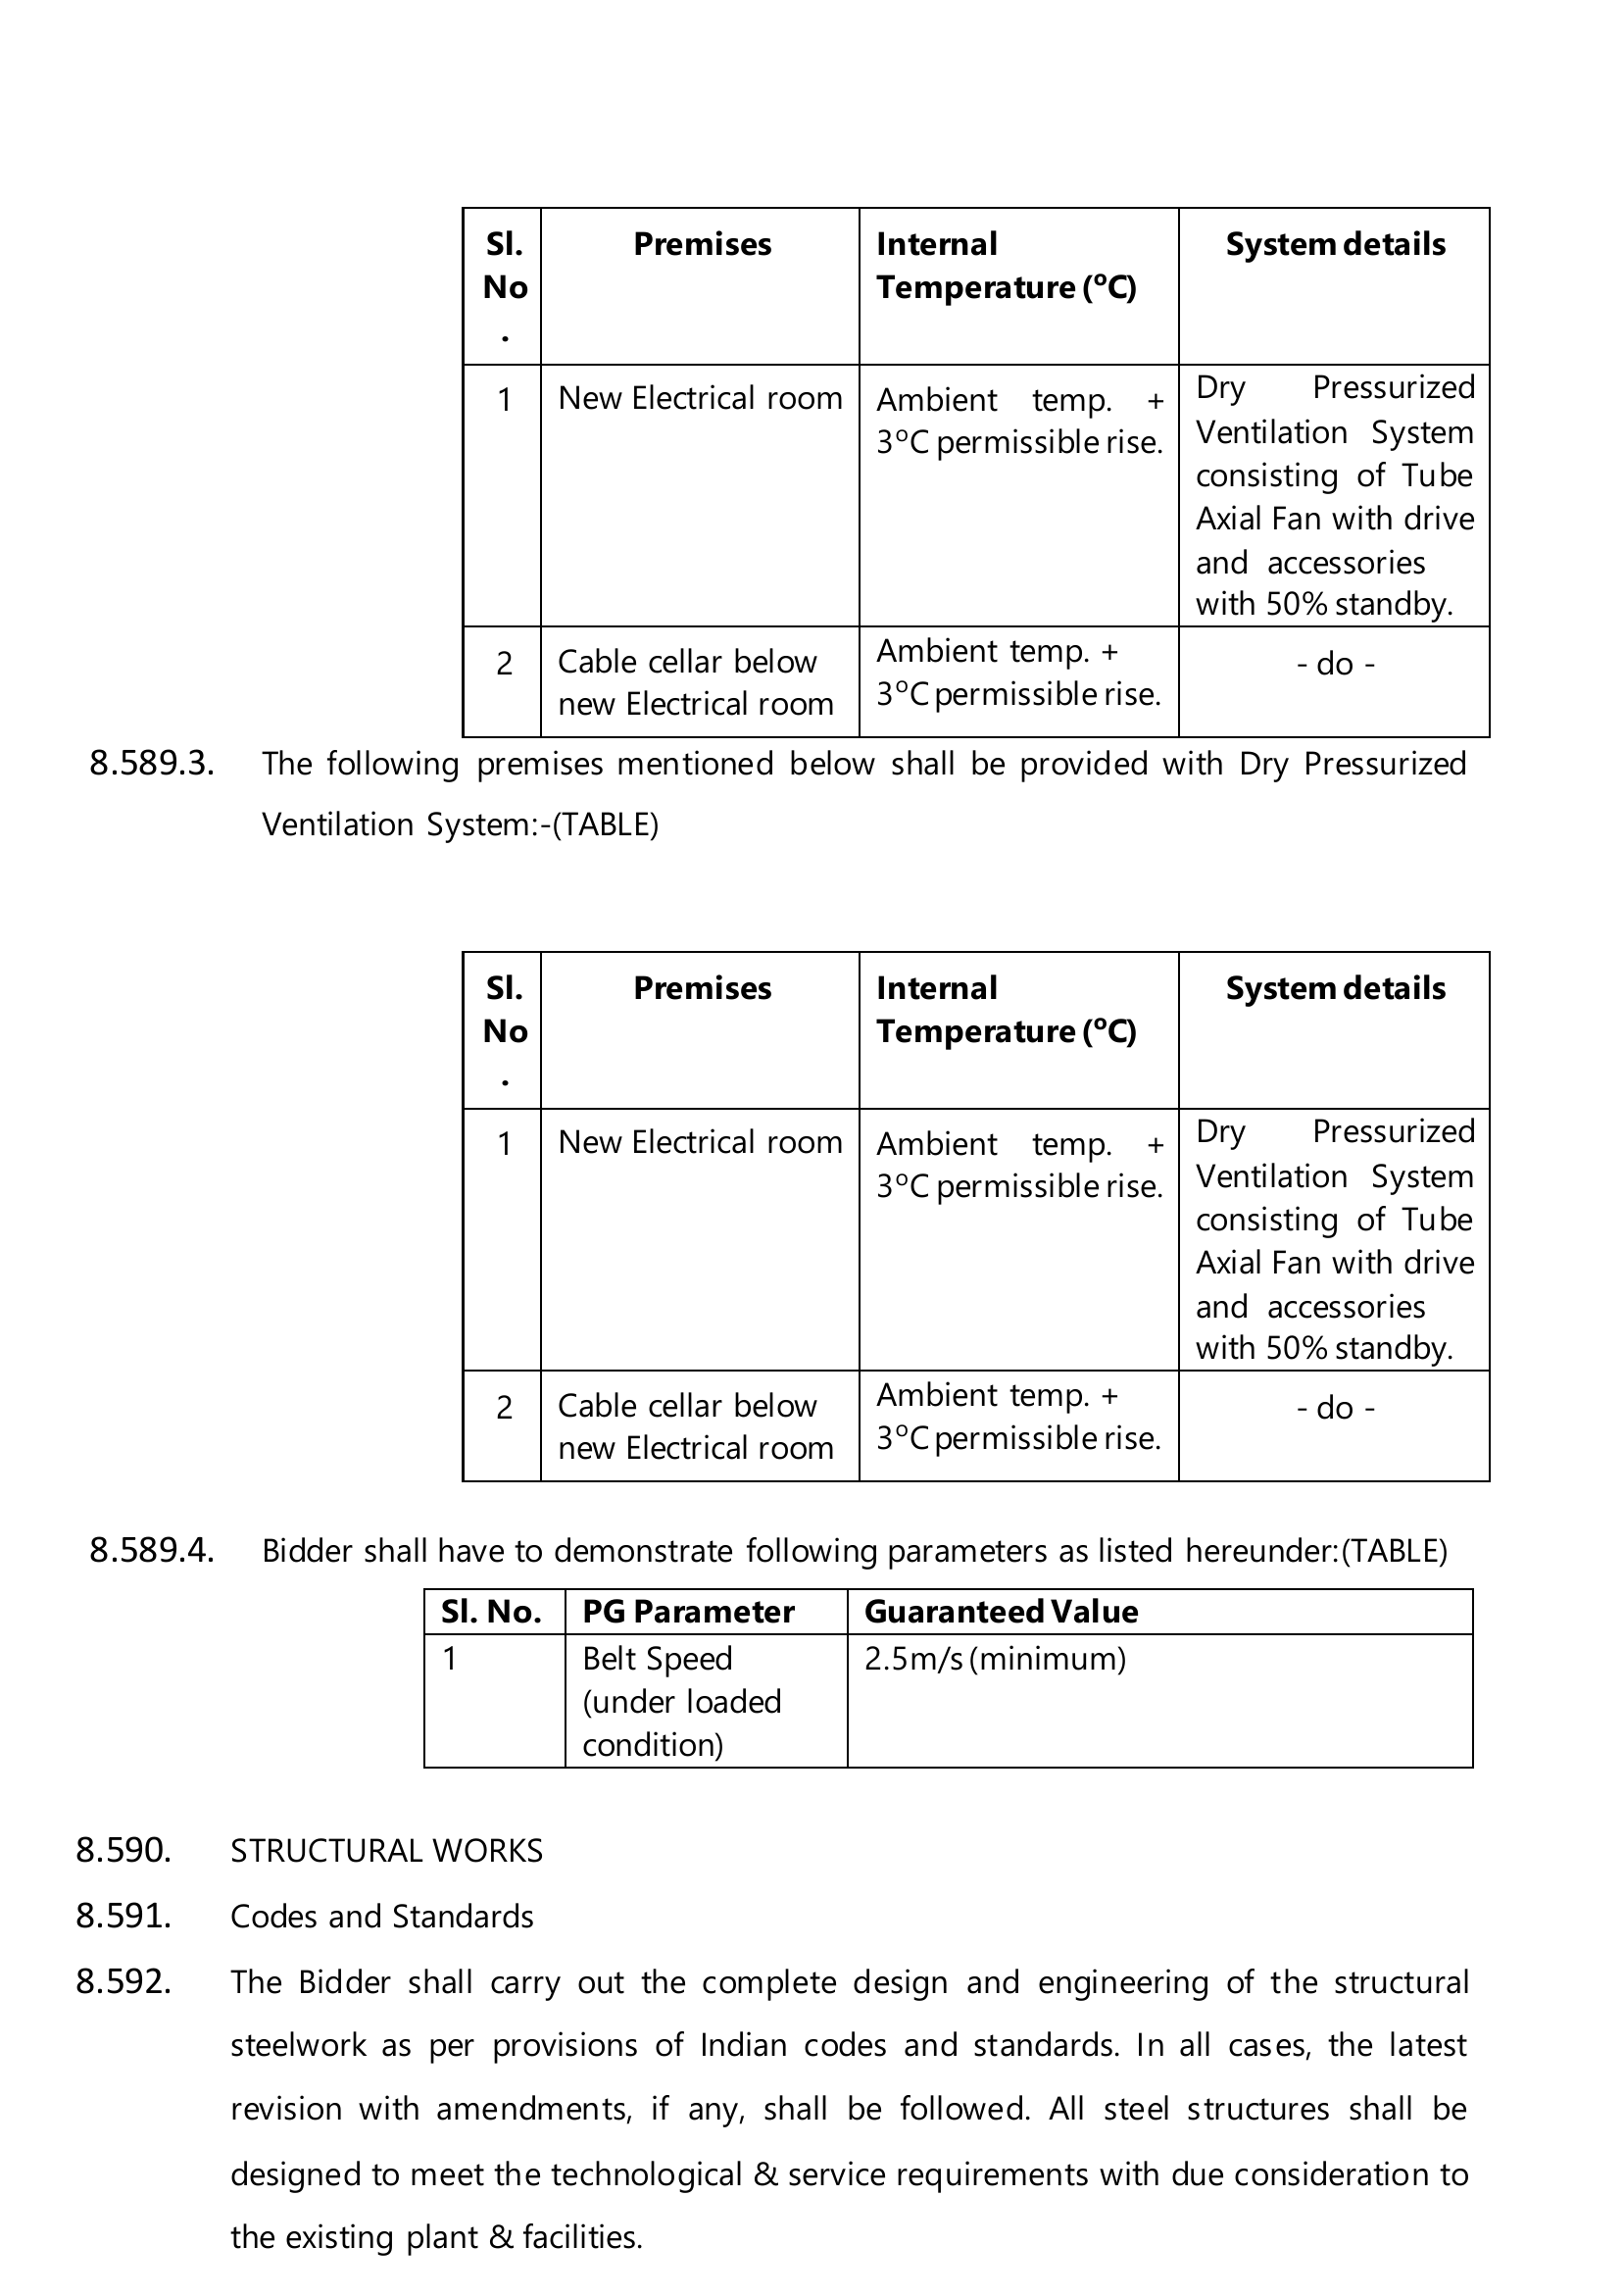 Sl. No . Premises Internal Temperature (⁰C) System details
1 New Electrical room Ambient temp. + 3⁰C permissible rise. Dry Pressurized Ventilation System consisting of Tube Axial Fan with drive and accessories with 50% standby.
2 Cable cellar below new Electrical room Ambient temp. + 3⁰C permissible rise. - do -
8.589.3. The following premises mentioned below shall be provided with Dry Pressurized
Ventilation System:-(TABLE)
Sl. No . Premises Internal Temperature (⁰C) System details
1 New Electrical room Ambient temp. + 3⁰C permissible rise. Dry Pressurized Ventilation System consisting of Tube Axial Fan with drive and accessories with 50% standby.
2 Cable cellar below new Electrical room Ambient temp. + 3⁰C permissible rise. - do -
8.589.4. Bidder shall have to demonstrate following parameters as listed hereunder:(TABLE)
Sl. No. PG Parameter Guaranteed Value
1 Belt Speed (under loaded condition) 2.5m/s (minimum)
8.590. STRUCTURAL WORKS
8.591. Codes and Standards
8.592. The Bidder shall carry out the complete design and engineering of the structural
steelwork as per provisions of Indian codes and standards. In all cases, the latest
revision with amendments, if any, shall be followed. All steel structures shall be
designed to meet the technological & service requirements with due consideration to
the existing plant & facilities.